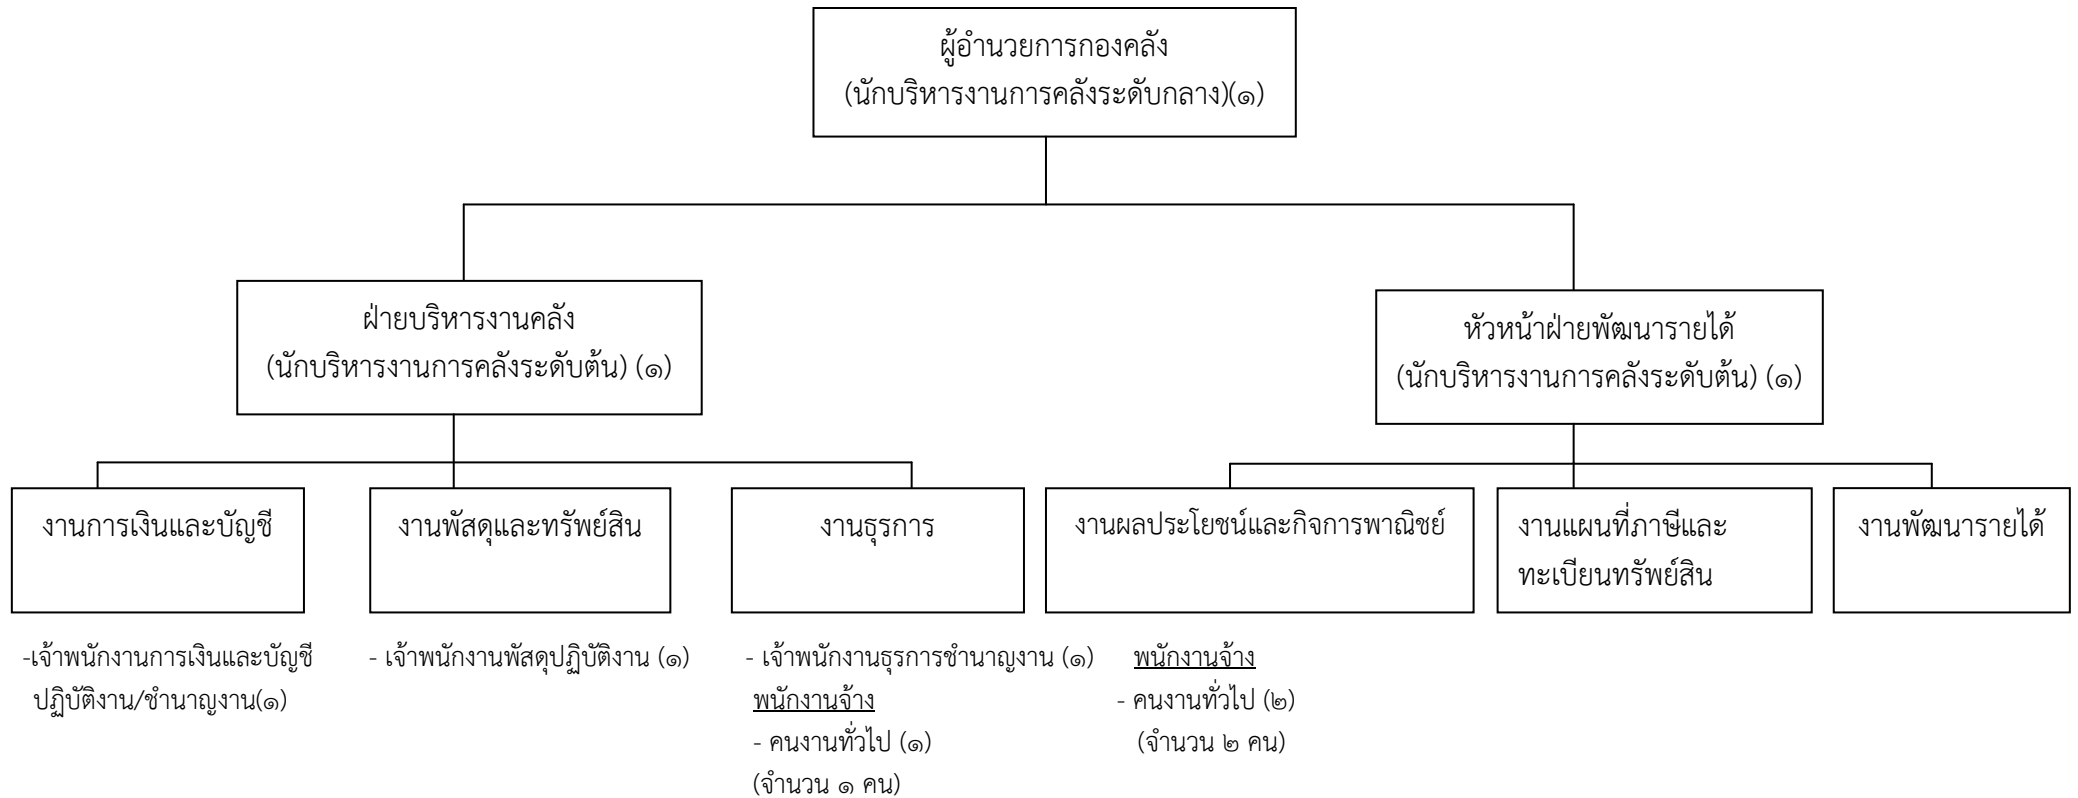 ผู้อำนวยการกองคลัง
(นักบริหารงานการคลังระดับกลาง)(๑)
ฝ่ายบริหารงานคลัง
(นักบริหารงานการคลังระดับต้น) (๑)
หัวหน้าฝ่ายพัฒนารายได้
(นักบริหารงานการคลังระดับต้น) (๑)
งานการเงินและบัญชี
งานพัสดุและทรัพย์สิน
งานธุรการ
งานผลประโยชน์และกิจการพาณิชย์
งานแผนที่ภาษีและ
ทะเบียนทรัพย์สิน
งานพัฒนารายได้
-เจ้าพนักงานการเงินและบัญชี
ปฏิบัติงาน/ชำนาญงาน(๑)
- เจ้าพนักงานพัสดุปฏิบัติงาน (๑)
- เจ้าพนักงานธุรการชำนาญงาน (๑)
พนักงานจ้าง
- คนงานทั่วไป (๑)
(จำนวน ๑ คน)
พนักงานจ้าง
- คนงานทั่วไป (๒)
(จำนวน ๒ คน)